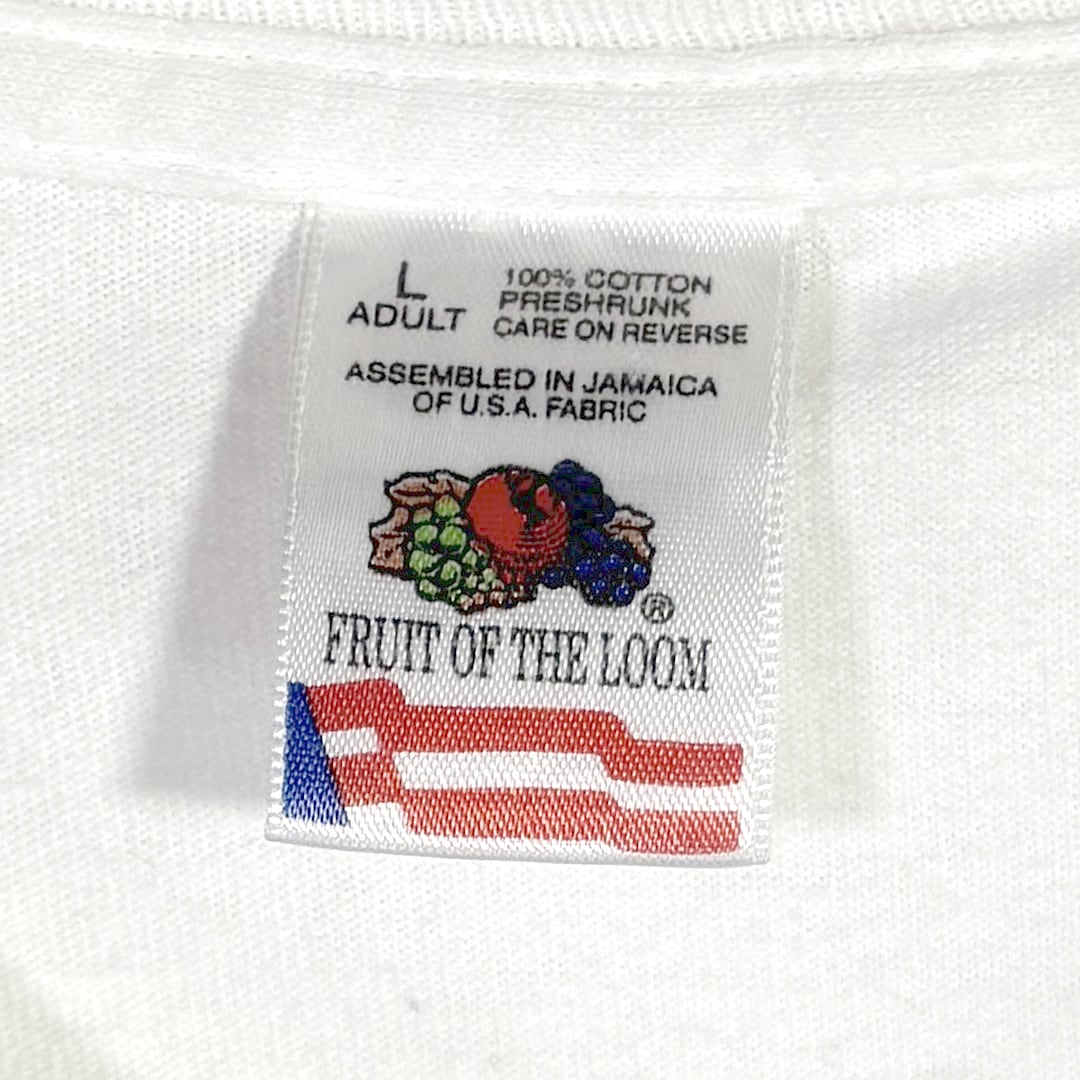 L
ADULT
100% COTTON
PRESHRUNK
CARE ON REVERSE
ASSEMBLED IN JAMAICA
OF U.S.A. FABRIC
®
FRUIT OF THE LOOM